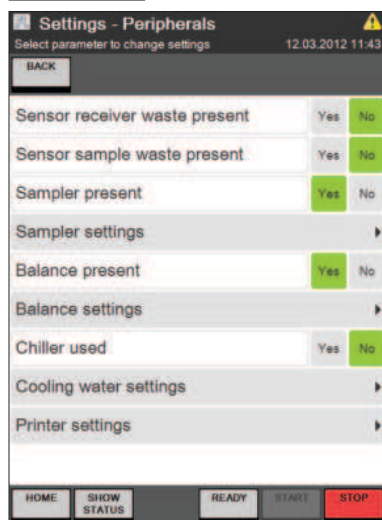 Settings - Peripherals
Select parameter to change settings 12.03.2012 11:43
BACK
Sensor receiver waste present Yes No
Sensor sample waste present Yes No
Sampler present Yes No
Sampler settings
Balance present Yes No
Balance settings
Chiller used Yes No
Cooling water settings
Printer settings
HOME SHOW STATUS READY START STOP